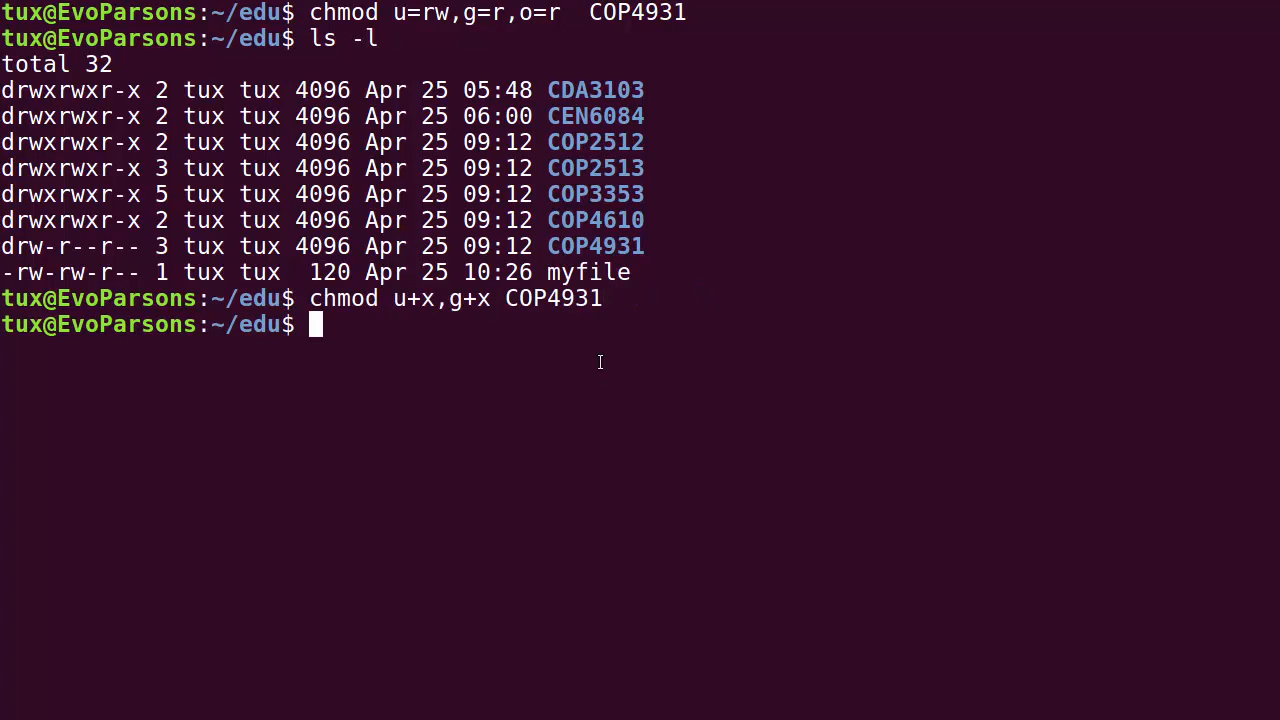 tux@EvoParsons:~/edu$ chmod u=rw,g=r,o=r  COP4931
tux@EvoParsons:~/edu$ ls -l
total 32
drwxrwxr-x 2 tux tux 4096 Apr 25 05:48 CDA3103
drwxrwxr-x 2 tux tux 4096 Apr 25 06:00 CEN6084
drwxrwxr-x 2 tux tux 4096 Apr 25 09:12 COP2512
drwxrwxr-x 3 tux tux 4096 Apr 25 09:12 COP2513
drwxrwxr-x 5 tux tux 4096 Apr 25 09:12 COP3353
drwxrwxr-x 2 tux tux 4096 Apr 25 09:12 COP4610
drw-r--r-- 3 tux tux 4096 Apr 25 09:12 COP4931
-rw-rw-r-- 1 tux tux  120 Apr 25 10:26 myfile
tux@EvoParsons:~/edu$ chmod u+x,g+x COP4931
tux@EvoParsons:~/edu$